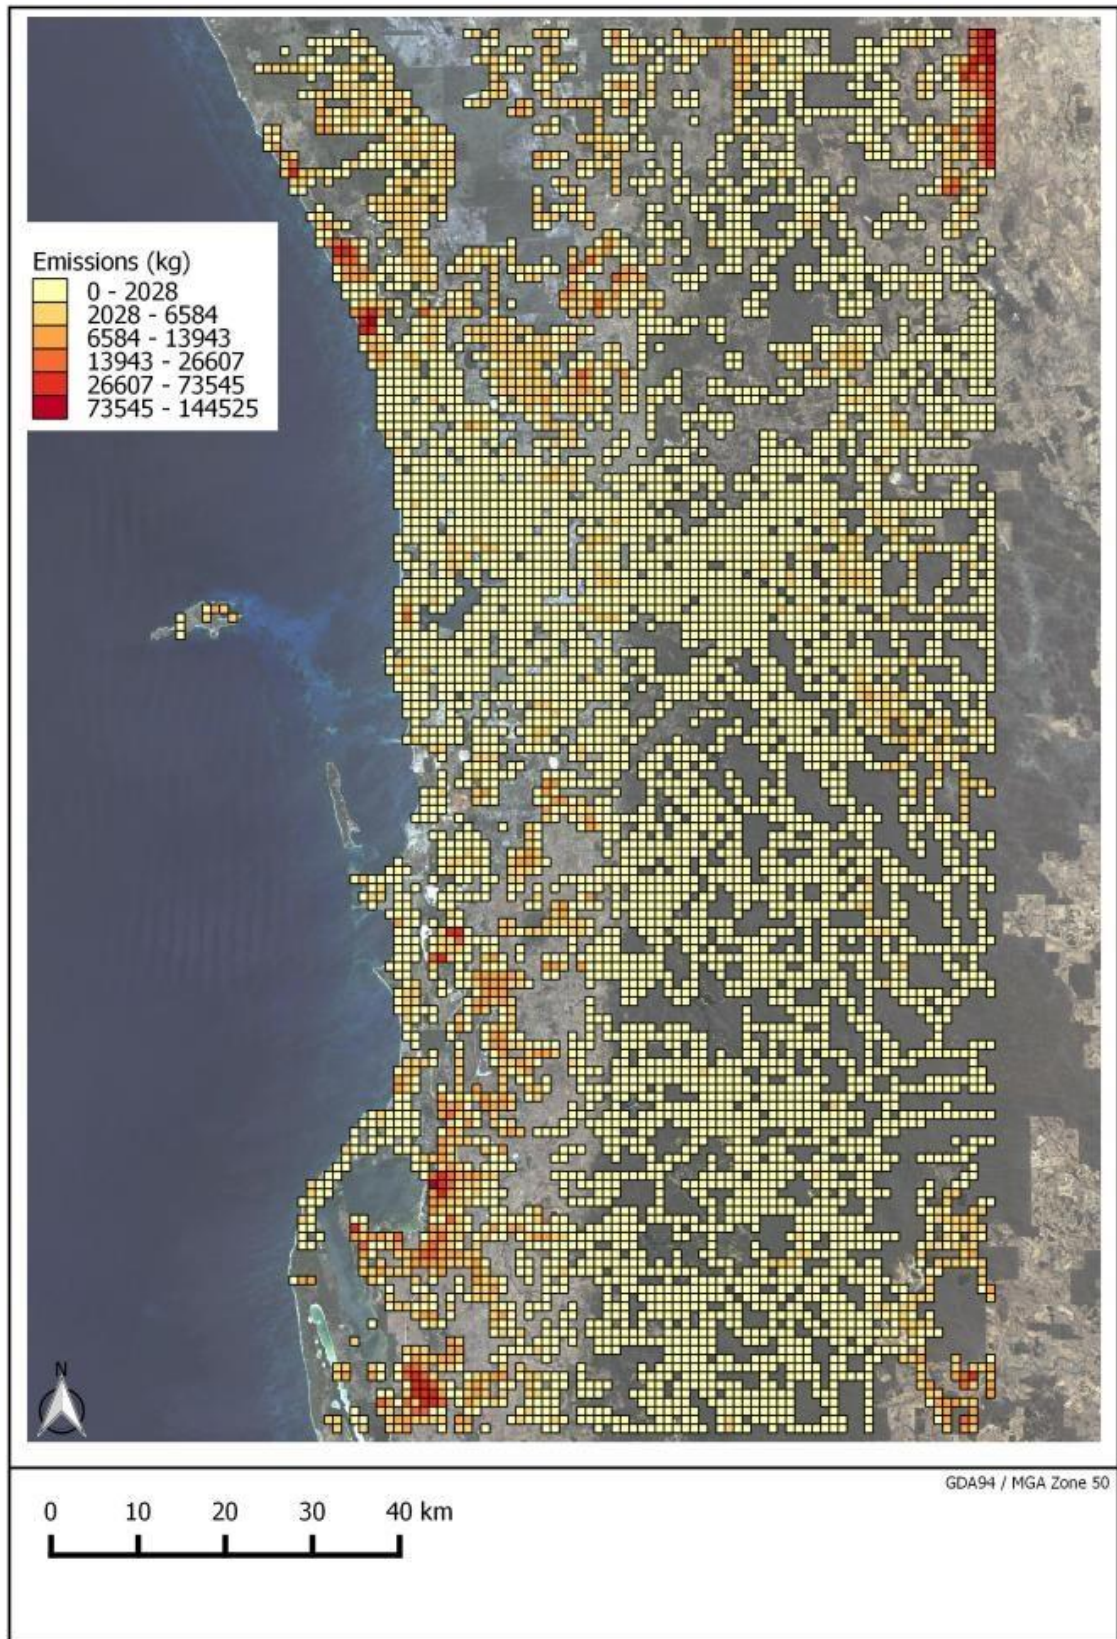 Emissions (kg)
0 - 2028
2028 - 6584
6584 - 13943
13943 - 26607
26607 - 73545
73545 - 144525
N
GDA94 / MGA Zone 50
0 10 20 30 40 km